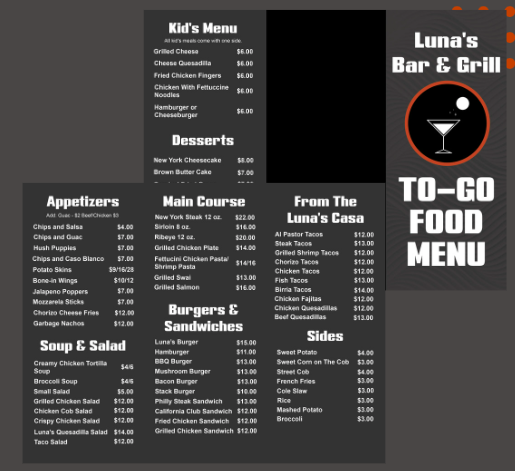 Kid's Menu
All kid's meals come with one side.
Grilled Cheese $6.00
Cheese Quesadilla $6.00
Fried Chicken Fingers $6.00
Chicken With Fettuccine
Noodles $6.00
Hamburger or
Cheeseburger $6.00
Desserts
New York Cheesecake $8.00
Brown Butter Cake $7.00
Luna's
Bar & Grill
TO-GO
FOOD
MENU
Appetizers
Add: Guac - $2 Beef/Chicken $3
Chips and Salsa $4.00
Chips and Guac $7.00
Hush Puppies $7.00
Chips and Caso Blanco $7.00
Potato Skins $9/16/28
Bone-in Wings $10/12
Jalapeno Poppers $7.00
Mozzarela Sticks $7.00
Chorizo Cheese Fries $12.00
Garbage Nachos $12.00
Soup & Salad
Creamy Chicken Tortilla
Soup $4/6
Broccoli Soup $4/6
Small Salad $5.00
Grilled Chicken Salad $12.00
Chicken Cob Salad $12.00
Crispy Chicken Salad $12.00
Luna's Quesadilla Salad $14.00
Taco Salad $12.00
Main Course
New York Steak 12 oz. $22.00
Sirloin 8 oz. $16.00
Ribeye 12 oz. $20.00
Grilled Chicken Plate $14.00
Fettucini Chicken Pasta/
Shrimp Pasta $14/16
Grilled Swai $13.00
Grilled Salmon $16.00
Burgers &
Sandwiches
Luna's Burger $15.00
Hamburger $11.00
BBQ Burger $13.00
Mushroom Burger $13.00
Bacon Burger $13.00
Stack Burger $16.00
Philly Steak Sandwich $13.00
California Club Sandwich $12.00
Fried Chicken Sandwich $12.00
Grilled Chicken Sandwich $12.00
From The
Luna's Casa
Al Pastor Tacos $12.00
Steak Tacos $13.00
Grilled Shrimp Tacos $12.00
Chorizo Tacos $12.00
Chicken Tacos $12.00
Fish Tacos $13.00
Birria Tacos $14.00
Chicken Fajitas $12.00
Chicken Quesadillas $12.00
Beef Quesadillas $13.00
Sides
Sweet Potato $4.00
Sweet Corn on The Cob $3.00
Street Cob $4.00
French Fries $3.00
Cole Slaw $3.00
Rice $3.00
Mashed Potato $3.00
Broccoli $3.00